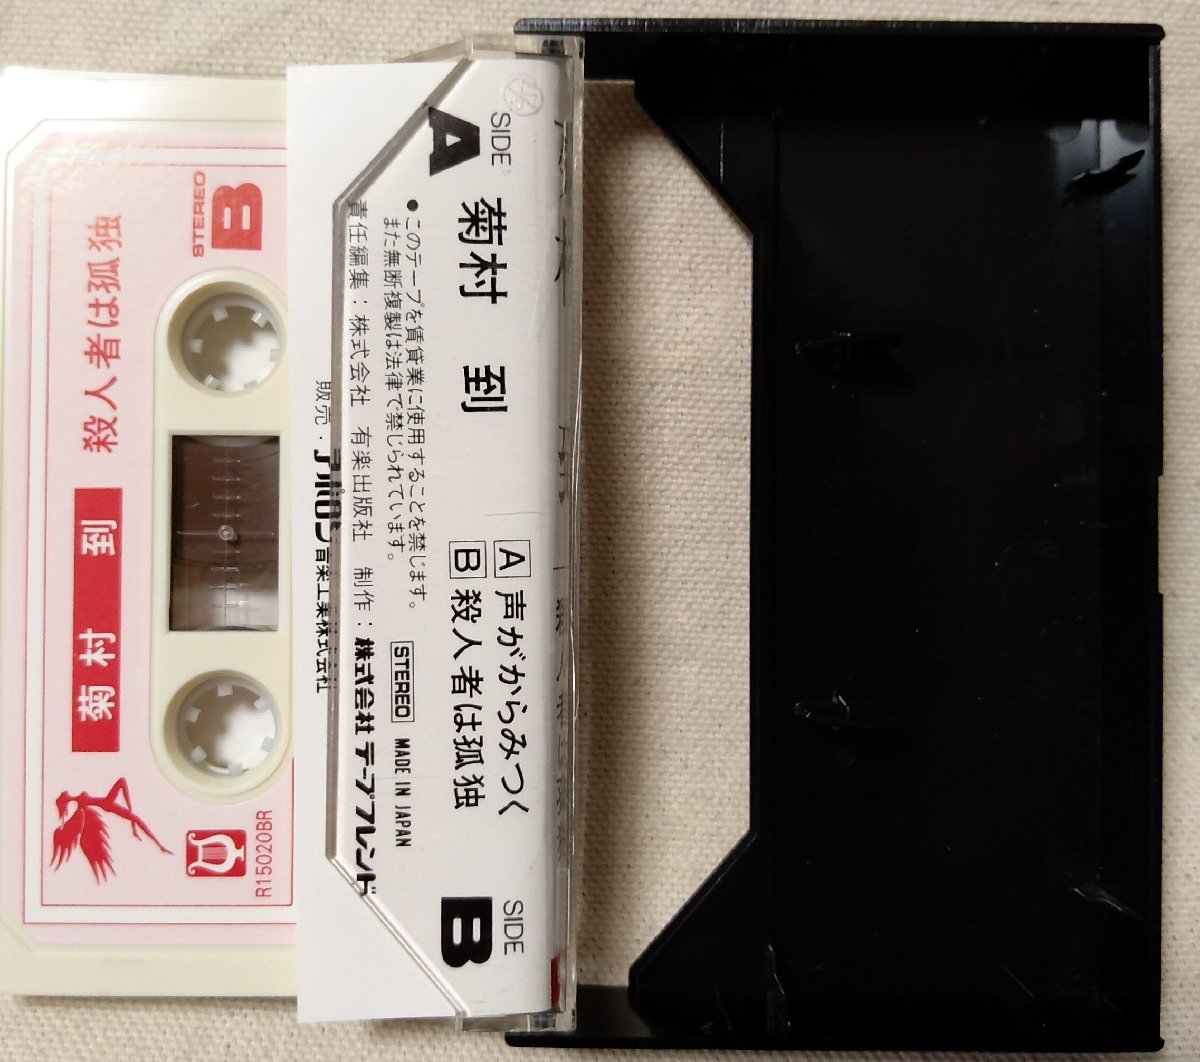 SIDE
A
菊村 到
A 声がからみつく
B 殺人者は孤独
SIDE
B
●このテープを賃貸業に使用することを禁じます。
また無断複製は法律で禁じられています。
STEREO MADE IN JAPAN
責任編集：株式会社 有楽出版社 制作：株式会社 テープフレンド
販売・アポロン音楽工業株式会社
STEREO
B
殺人者は孤独
菊村 到
R15020BR